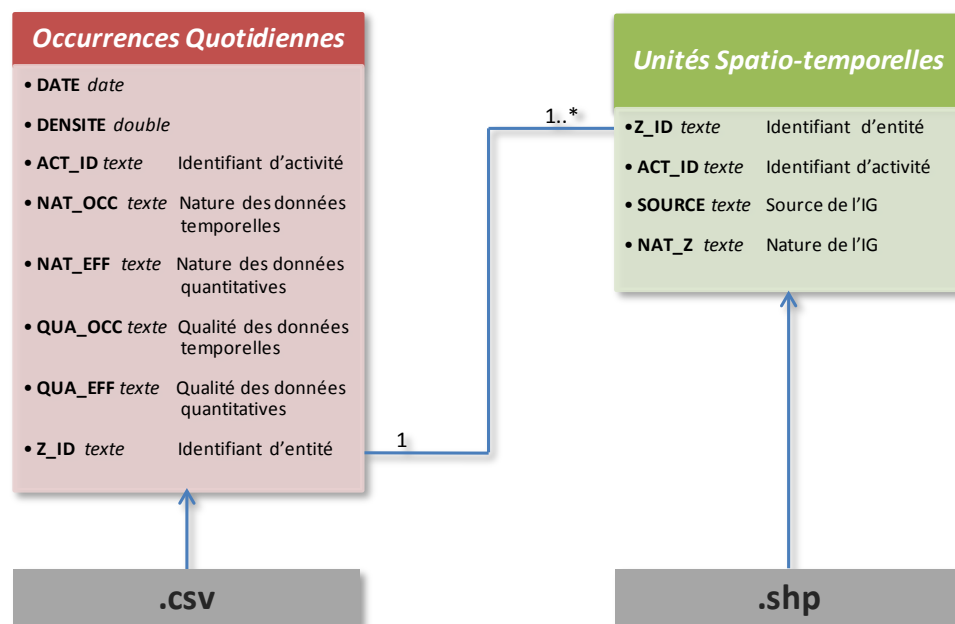 Occurrences Quotidiennes
• DATE date
• DENSITE double
• ACT_ID texte Identifiant d'activité
• NAT_OCC texte Nature des données
temporelles
• NAT_EFF texte Nature des données
quantitatives
• QUA_OCC texte Qualité des données
temporelles
• QUA_EFF texte Qualité des données
quantitatives
• Z_ID texte Identifiant d'entité
1
1..*
Unités Spatio-temporelles
•Z_ID texte Identifiant d'entité
• ACT_ID texte Identifiant d'activité
• SOURCE texte Source de l'IG
• NAT_Z texte Nature de l'IG
.csv
.shp